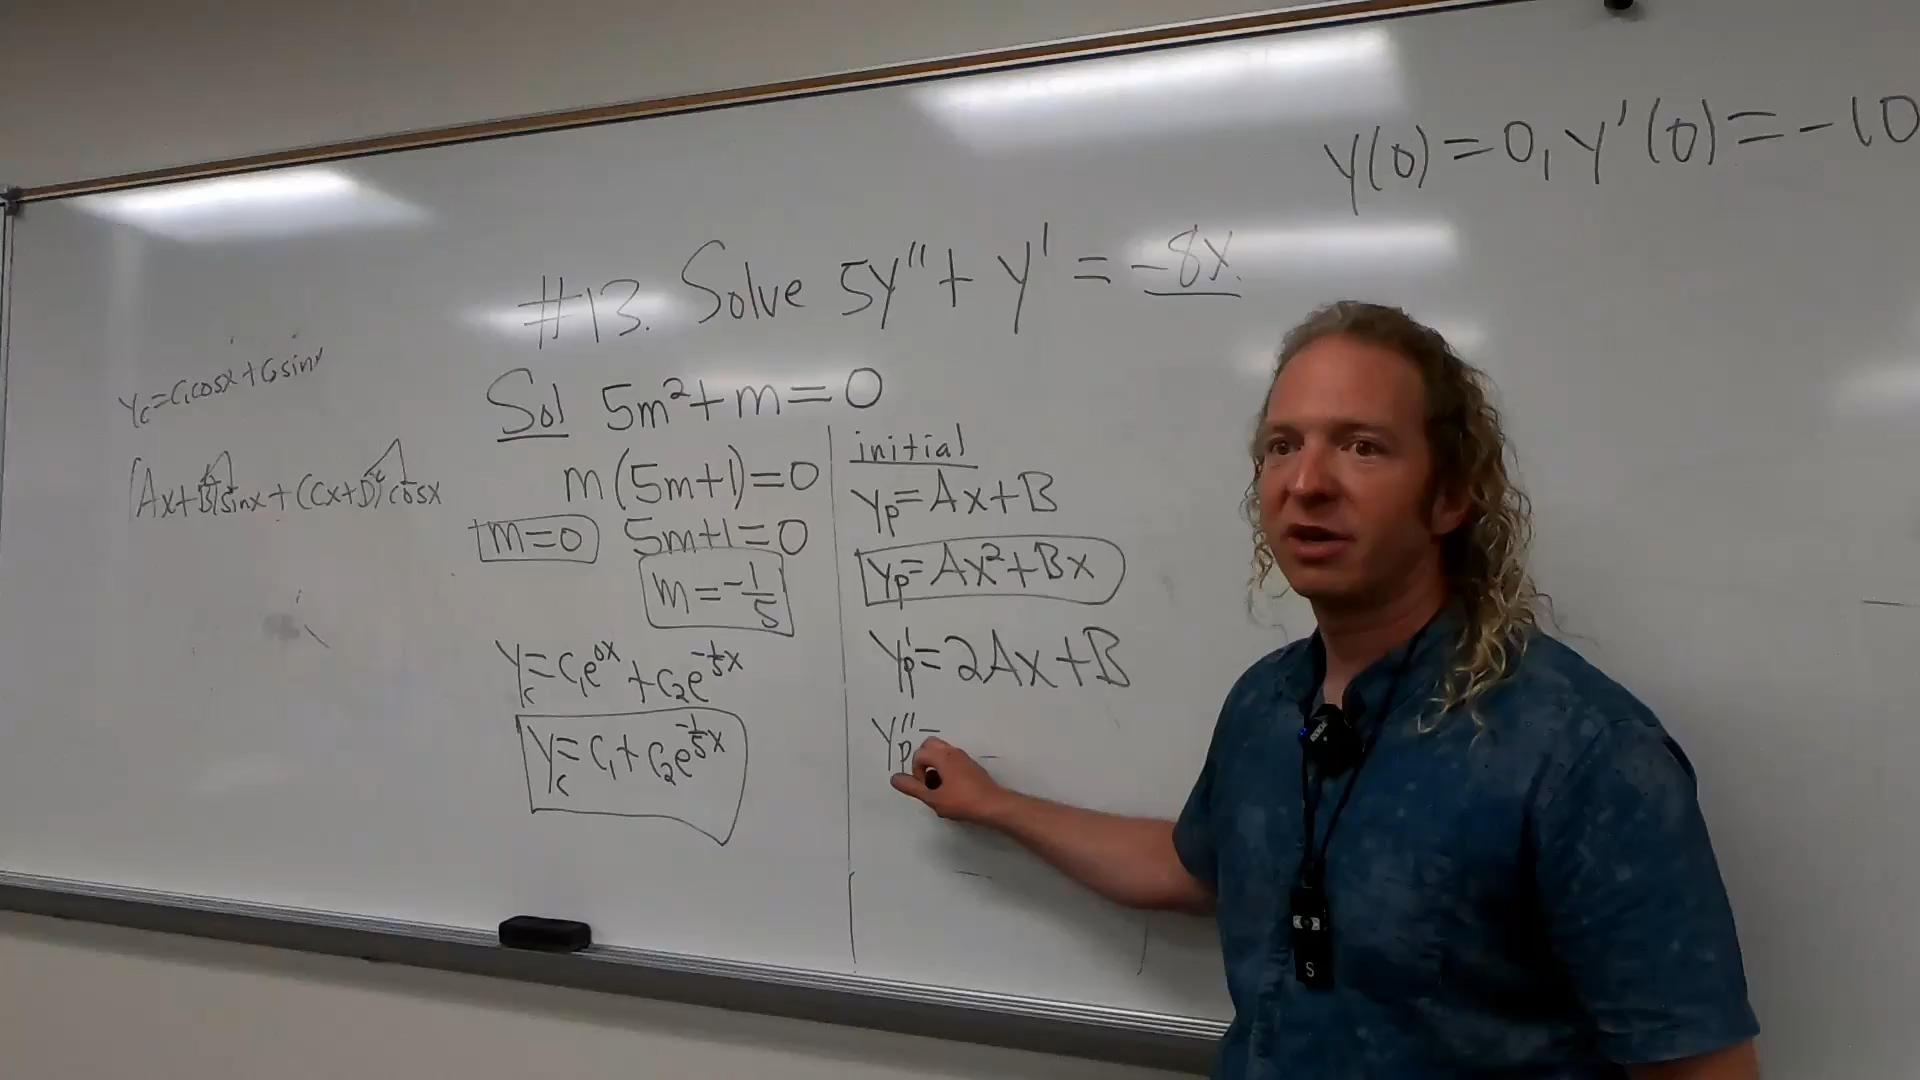 y(0)=0, y'(0)=-10
#13. Solve 5y''+y'=-8x.
y_c=c₁cosx+c₂sinx
(Ax+B)sinx+(Cx+D)cosx
Sol 5m²+m=0
m(5m+1)=0
m=0 5m+1=0
m=-1/5
y_c=c₁e^{0x}+c₂e^{-1/5x}
y_c=c₁+c₂e^{-1/5x}
initial
y_p=Ax+B
y_p=Ax²+Bx
y_p'=2Ax+B
y_p''=
S